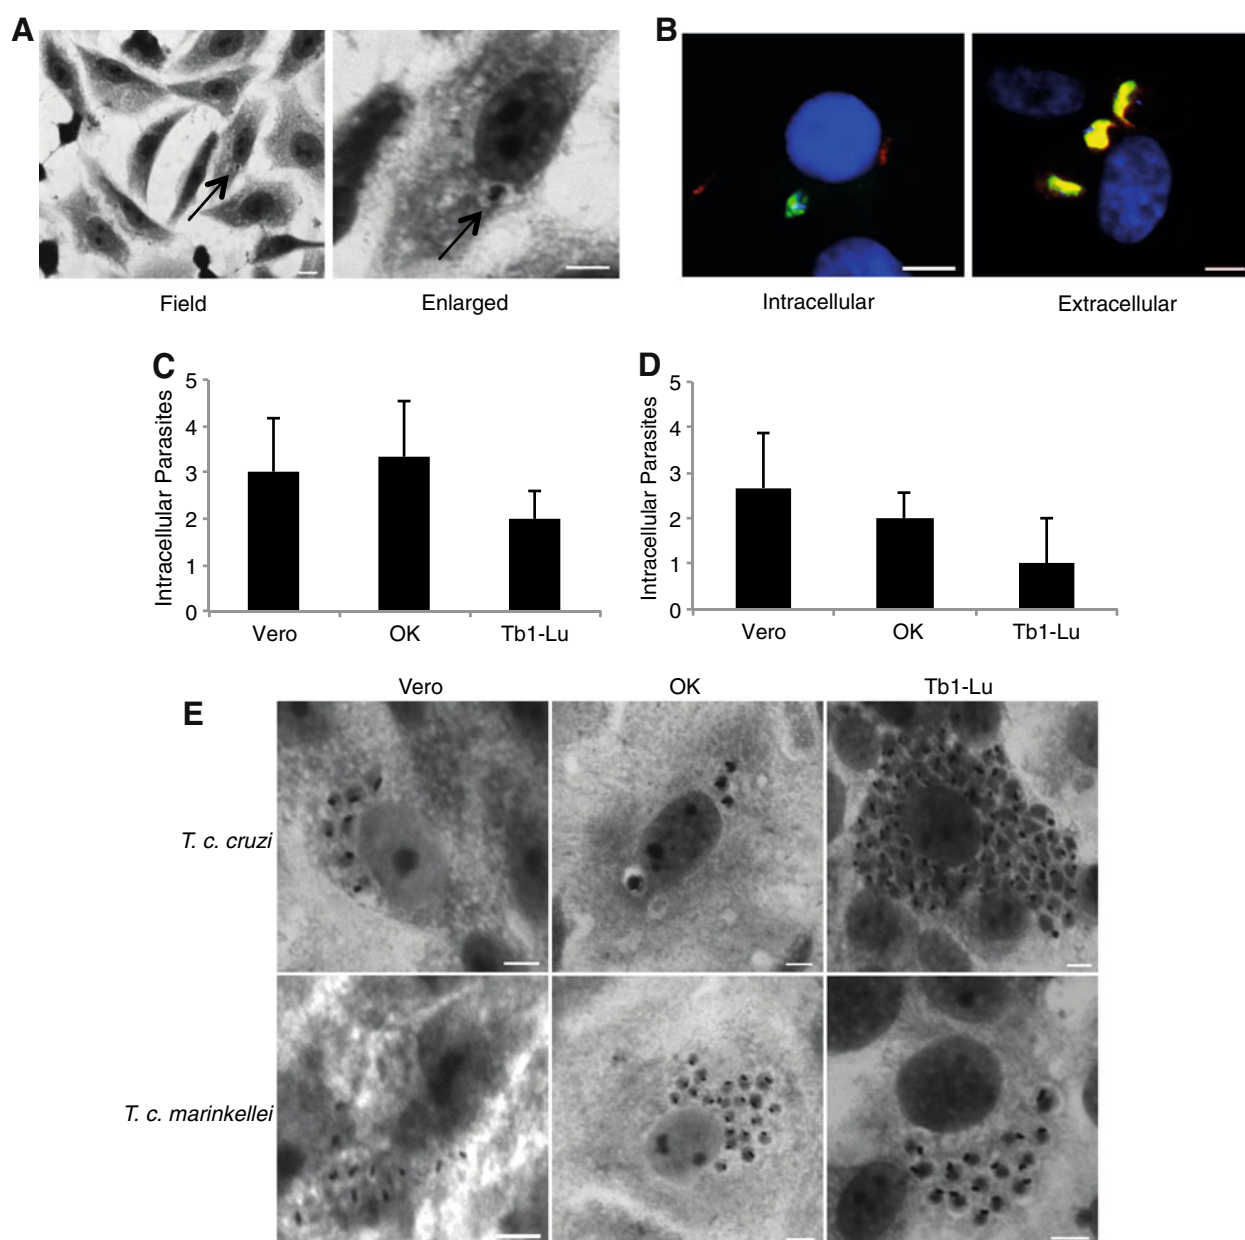 A
B
Field
Enlarged
Intracellular
Extracellular
C
Intracellular Parasites
5
4
3
2
1
0
Vero
OK
Tb1-Lu
D
Intracellular Parasites
5
4
3
2
1
0
Vero
OK
Tb1-Lu
E
Vero
OK
Tb1-Lu
T. c. cruzi
T. c. marinkellei